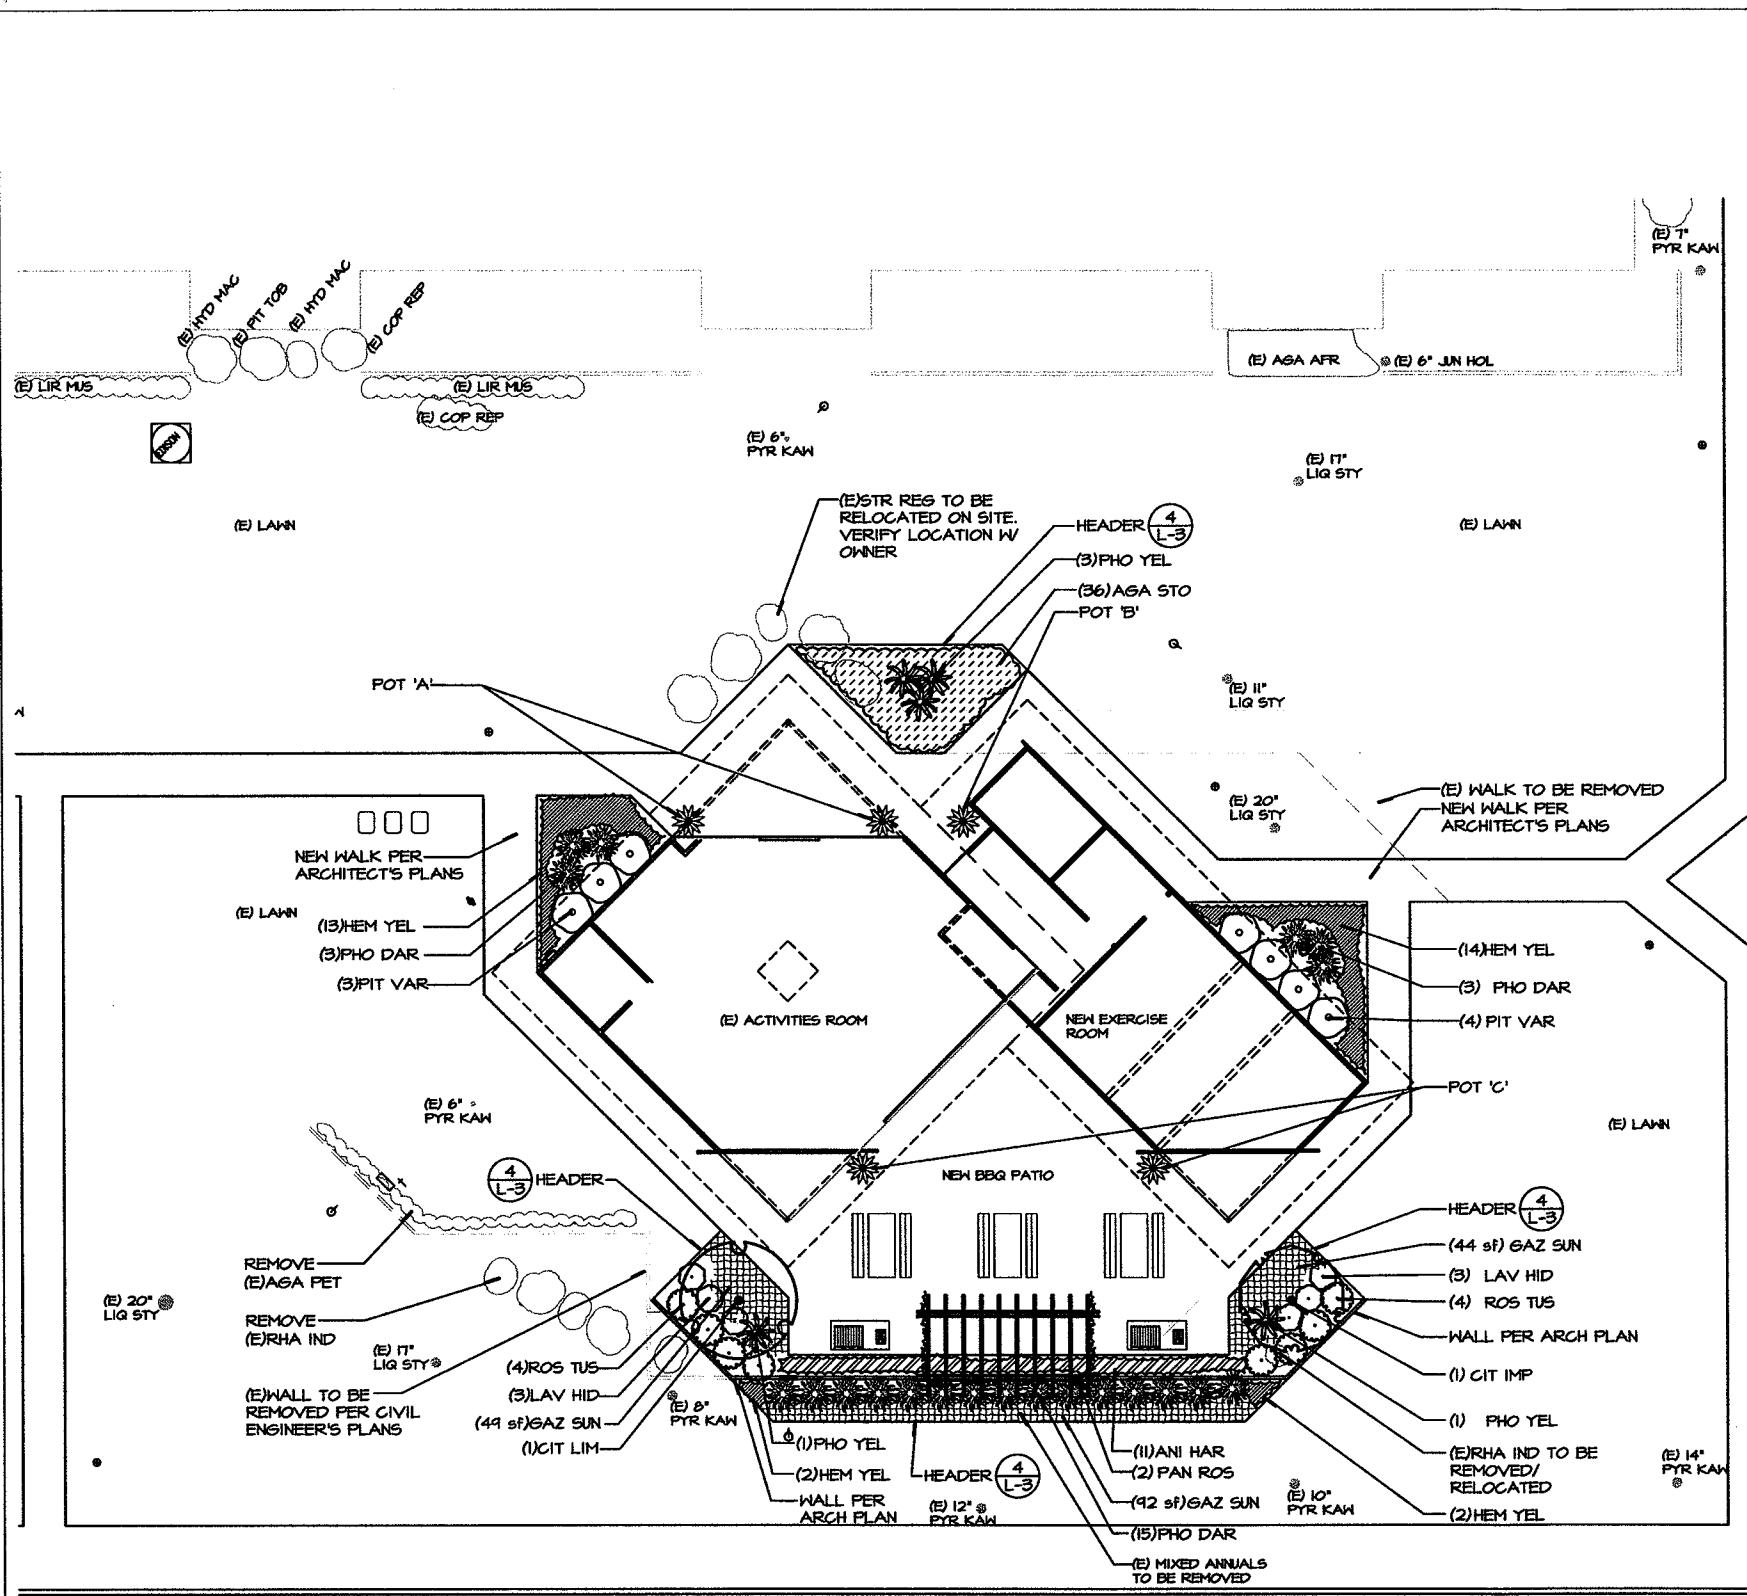 (E) 7"
PYR KAW
(E) HYD MAC
(E) PIT TOB
(E) HYD MAC
(E) COP REP
(E) LIR MUS
(E) LIR MUS
(E) COP REP
EDISON
(E) AGA AFR
(E) 6" JUN HOL
(E) 6"
PYR KAW
(E) 17"
LIQ STY
(E) LAWN
(E)STR REG TO BE
RELOCATED ON SITE.
VERIFY LOCATION W/
OWNER
HEADER
4
L-3
(E) LAWN
(3)PHO YEL
(36)AGA STO
POT 'B'
POT 'A'
(E) 11"
LIQ STY
(E) 20"
LIQ STY
(E) WALK TO BE REMOVED
NEW WALK PER
ARCHITECT'S PLANS
NEW WALK PER
ARCHITECT'S PLANS
(E) LAWN
(13)HEM YEL
(3)PHO DAR
(3)PIT VAR
(14)HEM YEL
(3) PHO DAR
(4) PIT VAR
(E) ACTIVITIES ROOM
NEW EXERCISE
ROOM
POT 'C'
(E) 6"
PYR KAW
(E) LAWN
4
L-3
HEADER
NEW BBQ PATIO
HEADER
4
L-3
(44 sf) GAZ SUN
(3) LAV HID
(4) ROS TUS
WALL PER ARCH PLAN
(1) CIT IMP
(1) PHO YEL
(E)RHA IND TO BE
REMOVED/
RELOCATED
(2)HEM YEL
REMOVE
(E)AGA PET
(E) 20"
LIQ STY
REMOVE
(E)RHA IND
(E) 17"
LIQ STY
(E)WALL TO BE
REMOVED PER CIVIL
ENGINEER'S PLANS
(4)ROS TUS
(3)LAV HID
(49 sf)GAZ SUN
(1)CIT LIM
(E) 8"
PYR KAW
(1)PHO YEL
(2)HEM YEL
WALL PER
ARCH PLAN
HEADER
4
L-3
(E) 12"
PYR KAW
(11)ANI HAR
(2) PAN ROS
(92 sf)GAZ SUN
(15)PHO DAR
(E) MIXED ANNUALS
TO BE REMOVED
(E) 10"
PYR KAW
(E) 14"
PYR KAW